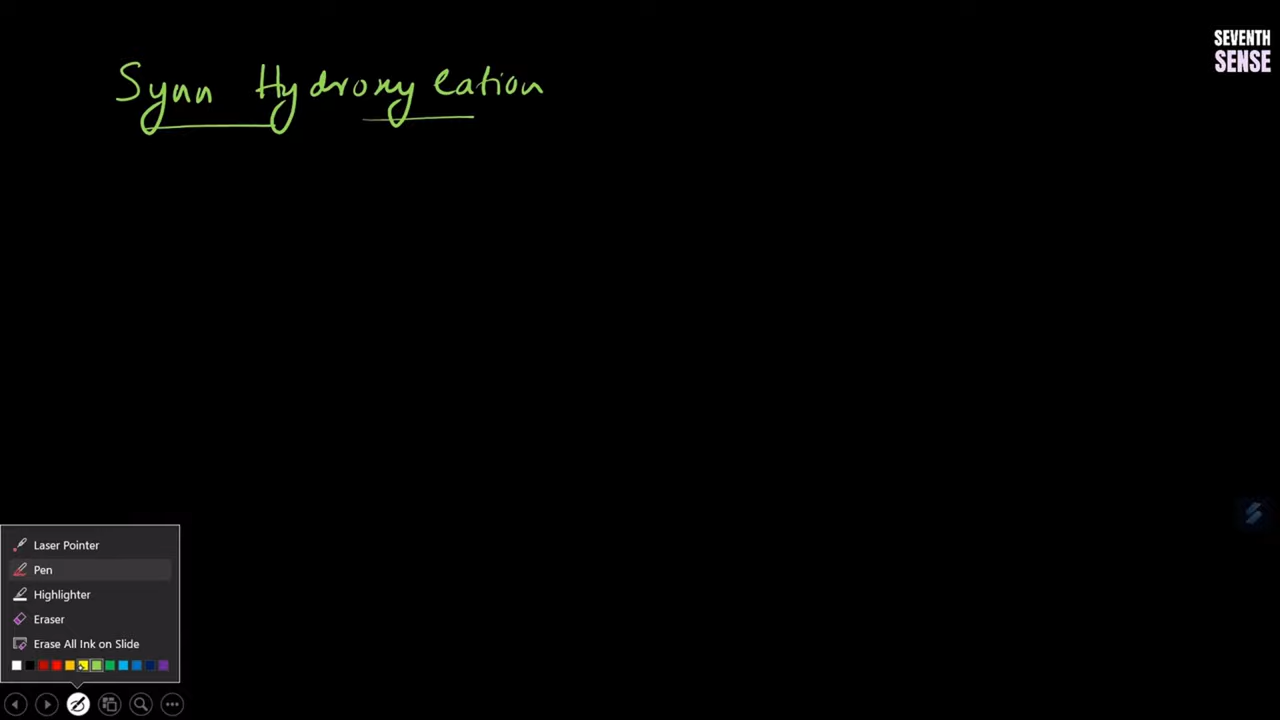 Synn Hydroxylation
SEVENTH
SENSE
Laser Pointer
Pen
Highlighter
Eraser
Erase All Ink on Slide